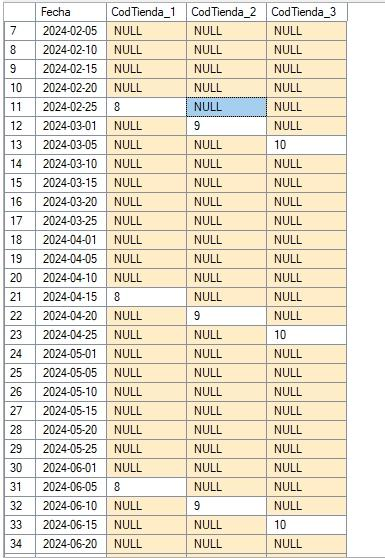 Fecha CodTienda_1 CodTienda_2 CodTienda_3
7 2024-02-05 NULL NULL NULL
8 2024-02-10 NULL NULL NULL
9 2024-02-15 NULL NULL NULL
10 2024-02-20 NULL NULL NULL
11 2024-02-25 8 NULL NULL
12 2024-03-01 NULL 9 NULL
13 2024-03-05 NULL NULL 10
14 2024-03-10 NULL NULL NULL
15 2024-03-15 NULL NULL NULL
16 2024-03-20 NULL NULL NULL
17 2024-03-25 NULL NULL NULL
18 2024-04-01 NULL NULL NULL
19 2024-04-05 NULL NULL NULL
20 2024-04-10 NULL NULL NULL
21 2024-04-15 8 NULL NULL
22 2024-04-20 NULL 9 NULL
23 2024-04-25 NULL NULL 10
24 2024-05-01 NULL NULL NULL
25 2024-05-05 NULL NULL NULL
26 2024-05-10 NULL NULL NULL
27 2024-05-15 NULL NULL NULL
28 2024-05-20 NULL NULL NULL
29 2024-05-25 NULL NULL NULL
30 2024-06-01 NULL NULL NULL
31 2024-06-05 8 NULL NULL
32 2024-06-10 NULL 9 NULL
33 2024-06-15 NULL NULL 10
34 2024-06-20 NULL NULL NULL